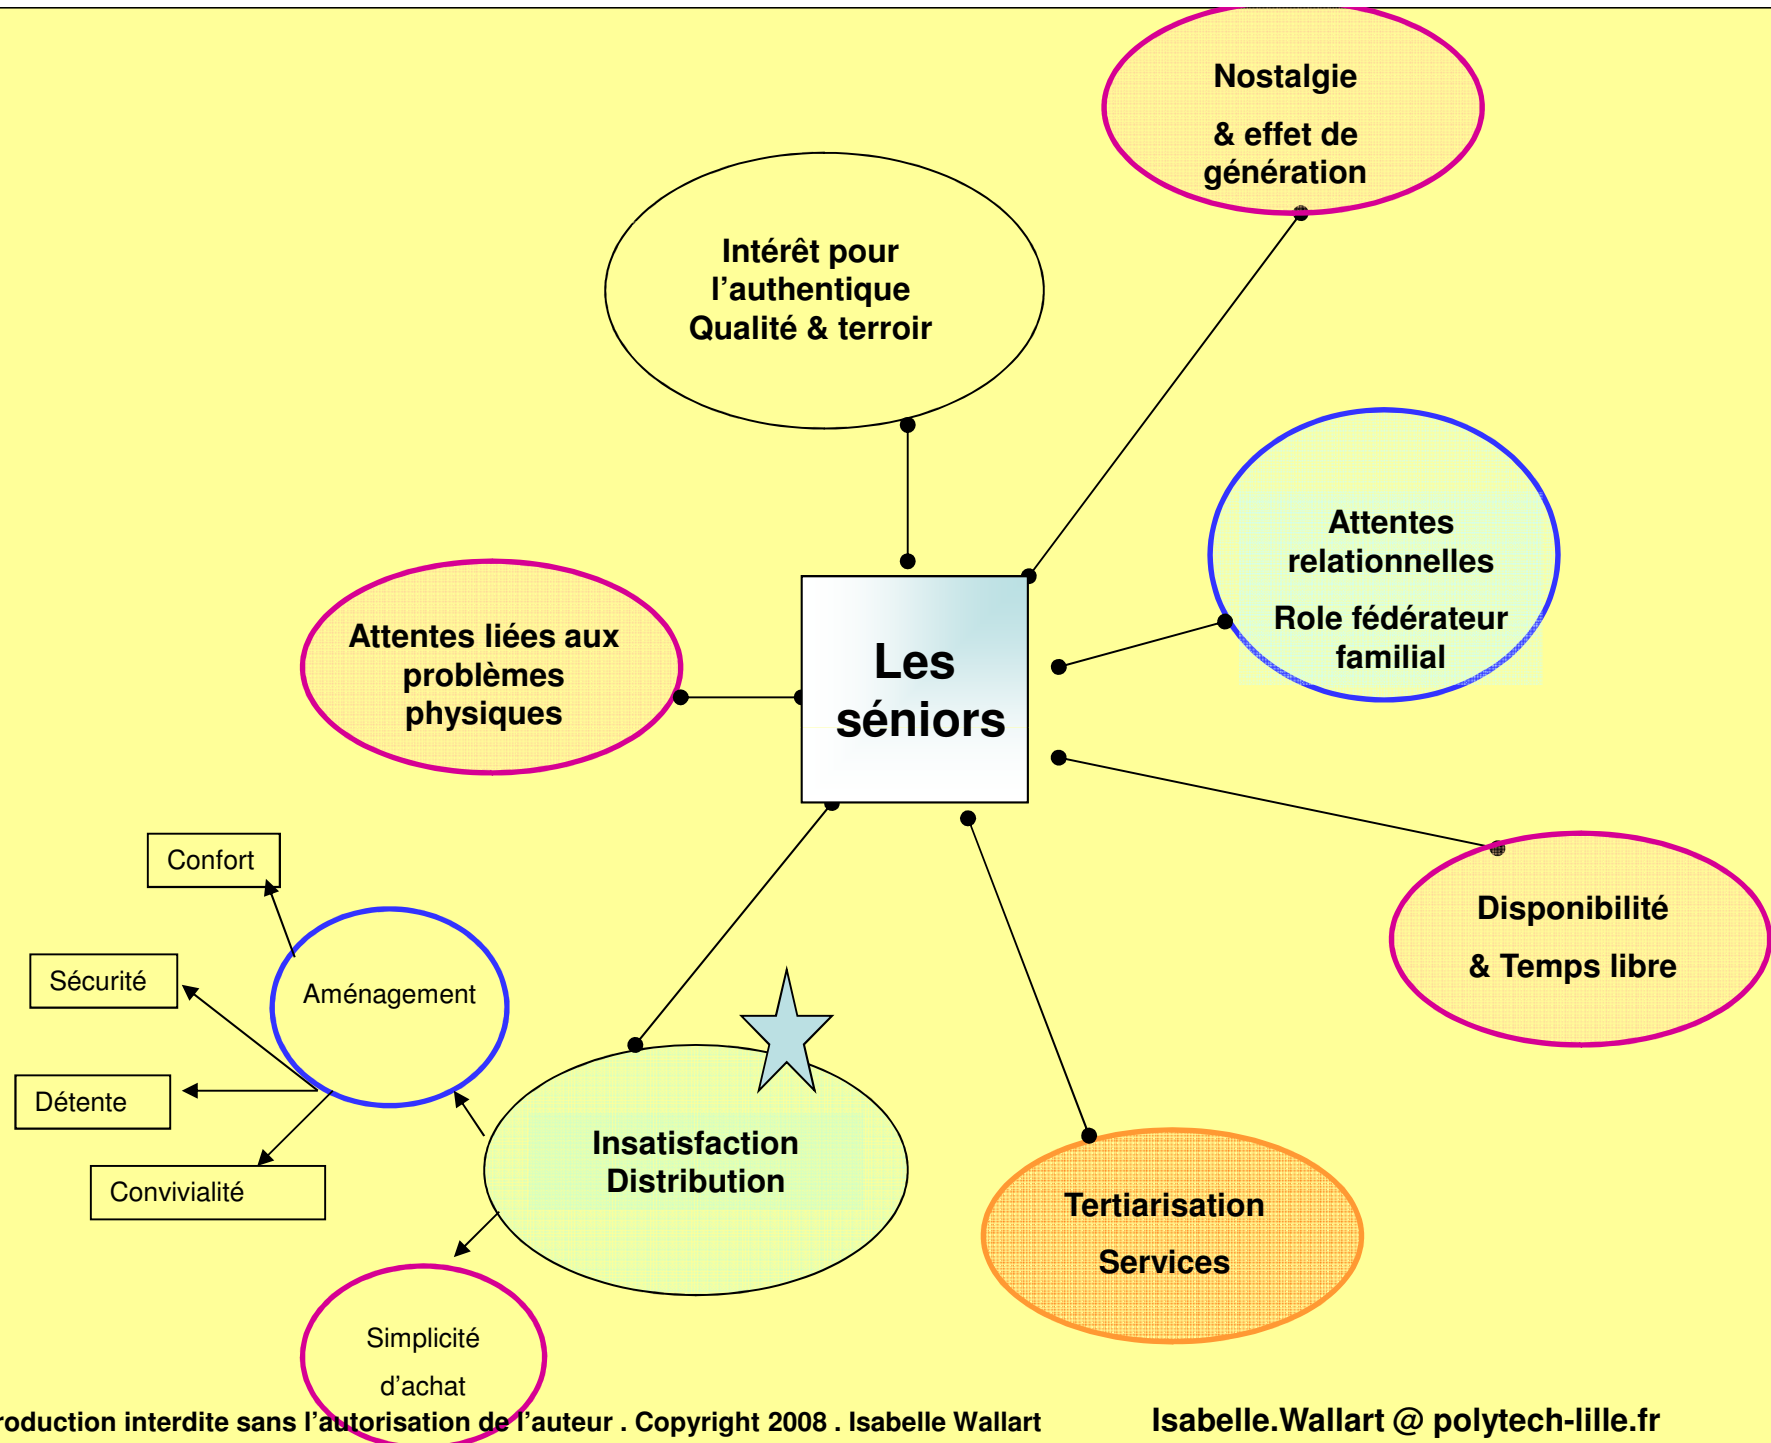 Nostalgie
& effet de
génération
Intérêt pour
l’authentique
Qualité & terroir
Attentes
relationnelles
Role fédérateur
familial
Attentes liées aux
problèmes
physiques
Les
séniors
Disponibilité
& Temps libre
Confort
Sécurité
Aménagement
Détente
Convivialité
Insatisfaction
Distribution
Tertiarisation
Services
Simplicité
d’achat
roduction interdite sans l’autorisation de l’auteur . Copyright 2008 . Isabelle Wallart
Isabelle.Wallart @ polytech-lille.fr